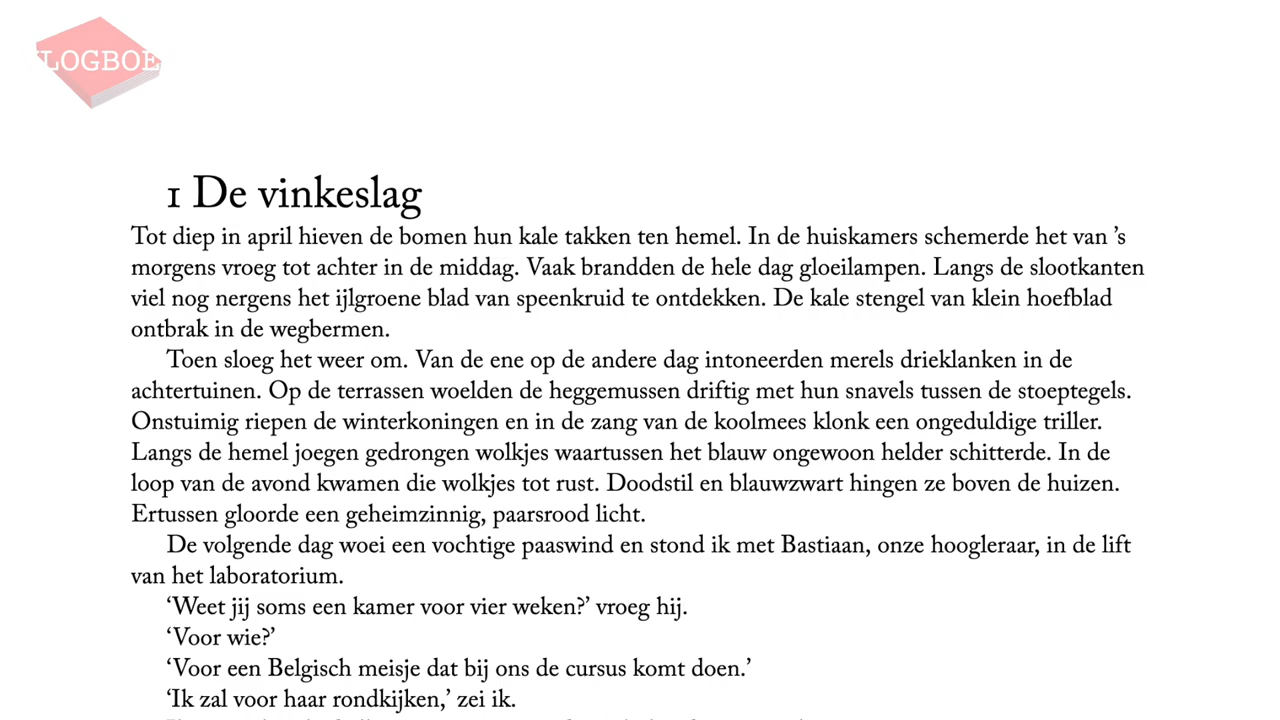 LOGBOE
1 De vinkeslag
Tot diep in april hieven de bomen hun kale takken ten hemel. In de huiskamers schemerde het van ’s
morgens vroeg tot achter in de middag. Vaak brandden de hele dag gloeilampen. Langs de slootkanten
viel nog nergens het ijlgroene blad van speenkruid te ontdekken. De kale stengel van klein hoefblad
ontbrak in de wegbermen.
Toen sloeg het weer om. Van de ene op de andere dag intoneerden merels drieklanken in de
achtertuinen. Op de terrassen woelden de heggemussen driftig met hun snavels tussen de stoeptegels.
Onstuimig riepen de winterkoningen en in de zang van de koolmees klonk een ongeduldige triller.
Langs de hemel joegen gedrongen wolkjes waartussen het blauw ongewoon helder schitterde. In de
loop van de avond kwamen die wolkjes tot rust. Doodstil en blauwzwart hingen ze boven de huizen.
Ertussen gloorde een geheimzinnig, paarsrood licht.
De volgende dag woei een vochtige paaswind en stond ik met Bastiaan, onze hoogleraar, in de lift
van het laboratorium.
‘Weet jij soms een kamer voor vier weken?’ vroeg hij.
‘Voor wie?’
‘Voor een Belgisch meisje dat bij ons de cursus komt doen.’
‘Ik zal voor haar rondkijken,’ zei ik.